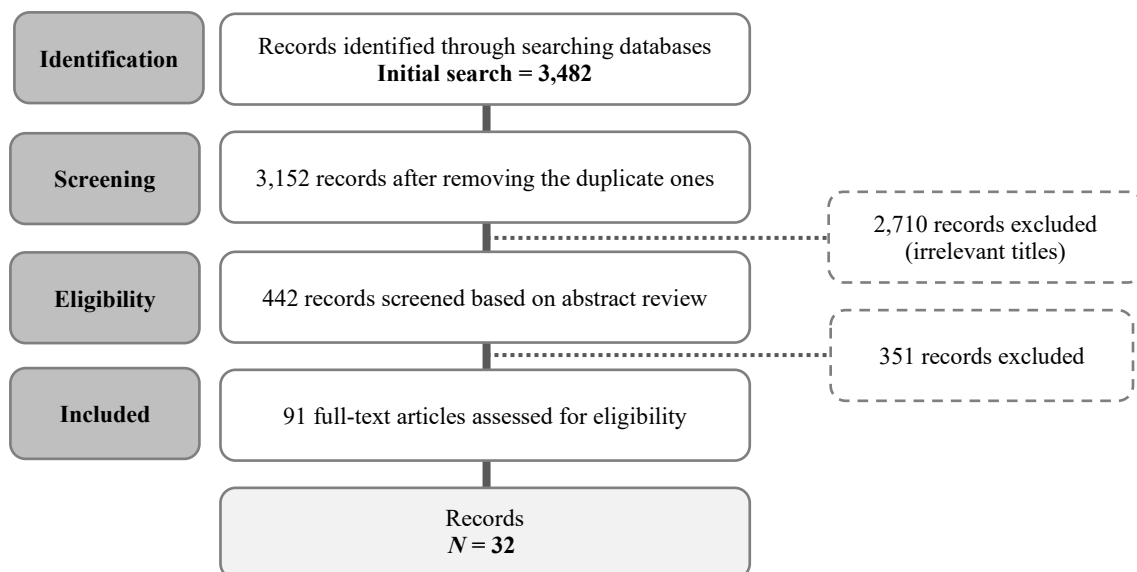 Identification
Records identified through searching databases
Initial search = 3,482
Screening
3,152 records after removing the duplicate ones
2,710 records excluded
(irrelevant titles)
Eligibility
442 records screened based on abstract review
351 records excluded
Included
91 full-text articles assessed for eligibility
Records
N = 32